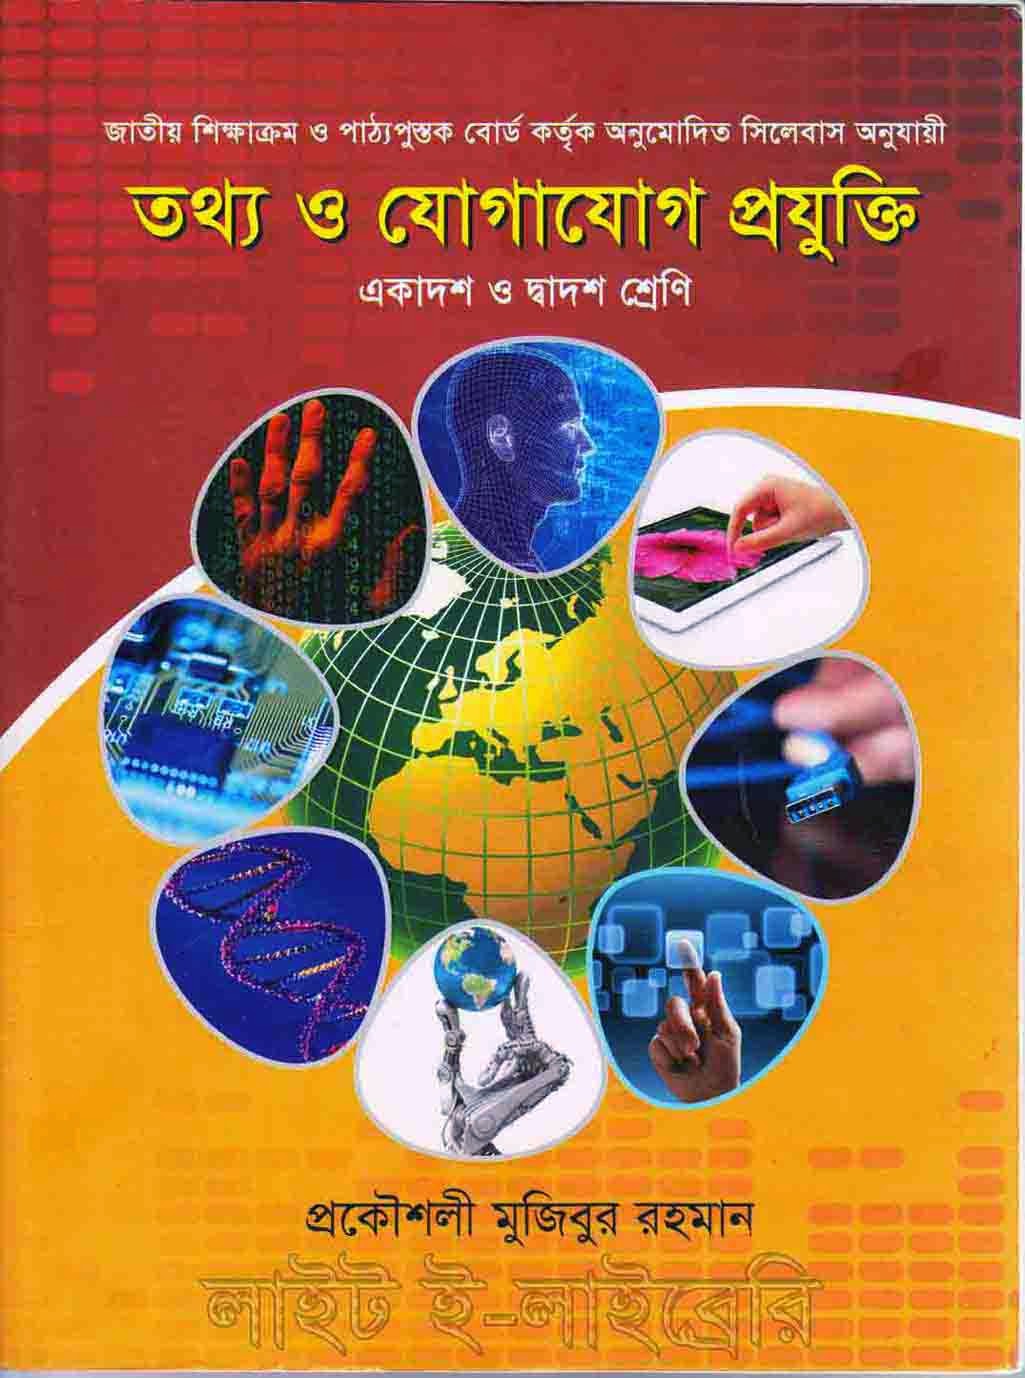 জাতীয় শিক্ষাক্রম ও পাঠ্যপুস্তক বোর্ড কর্তৃক অনুমোদিত সিলেবাস অনুযায়ী
তথ্য ও যোগাযোগ প্রযুক্তি
একাদশ ও দ্বাদশ শ্রেণি
প্রকৌশলী মুজিবুর রহমান
লাইট ই-লাইব্রেরি